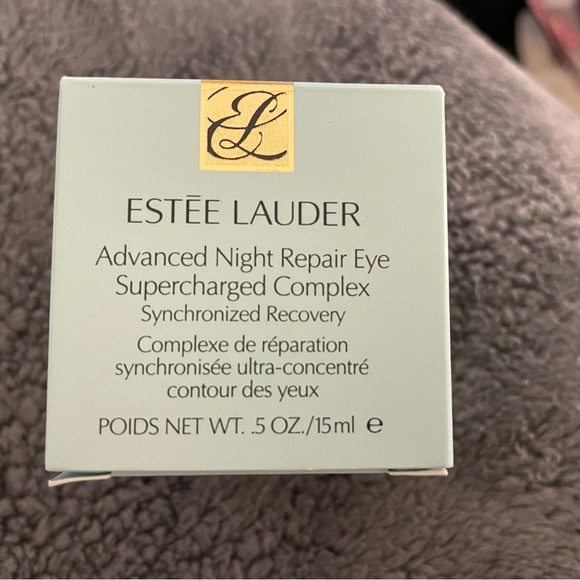 EL
ESTĒE LAUDER
Advanced Night Repair Eye
Supercharged Complex
Synchronized Recovery
Complexe de réparation
synchronisée ultra-concentré
contour des yeux
POIDS NET WT. .5 OZ./15ml e